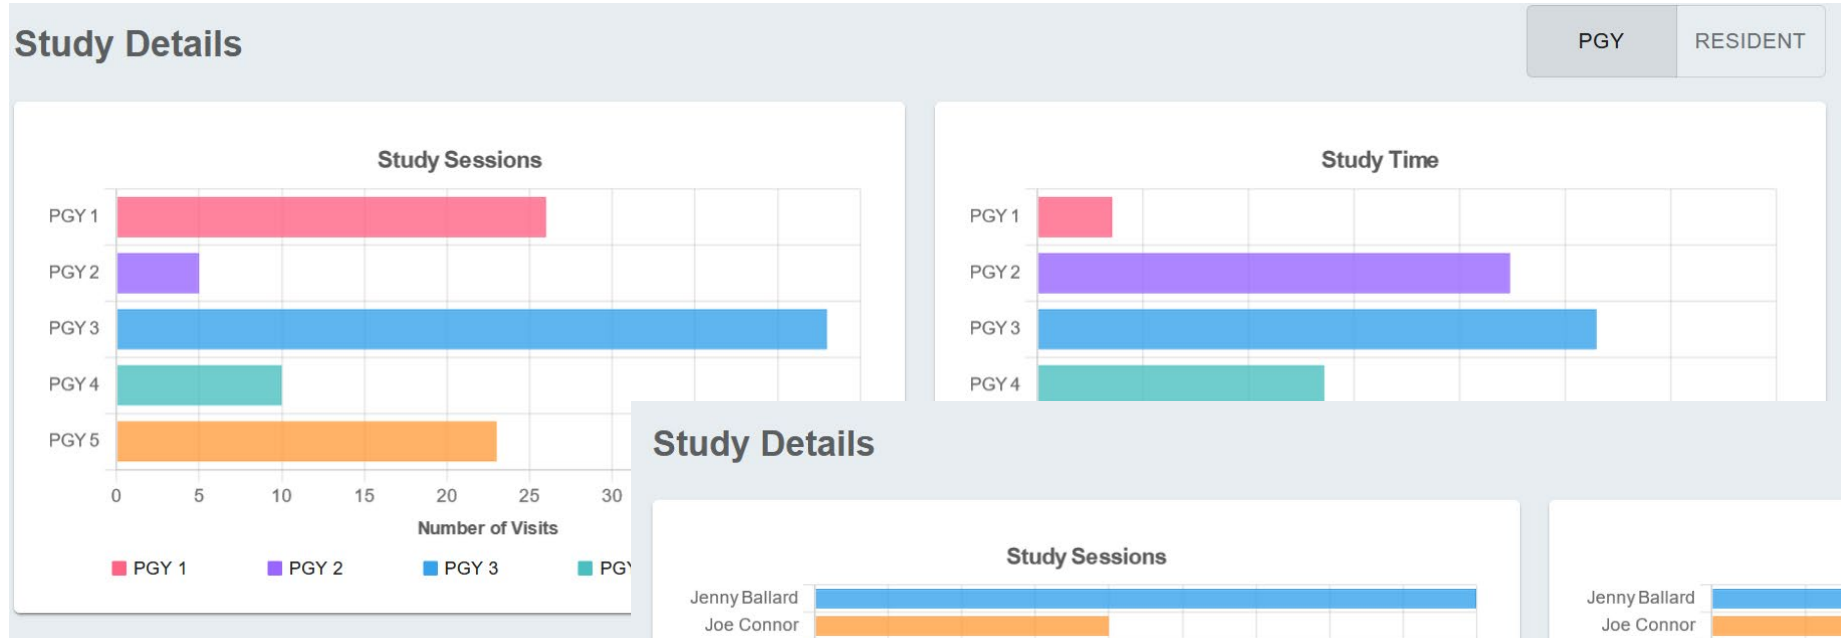 Study Details
PGY RESIDENT
Study Sessions
PGY 1
PGY 2
PGY 3
PGY 4
PGY 5
0 5 10 15 20 25 30
Number of Visits
PGY 1 PGY 2 PGY 3 PGY
Study Time
PGY 1
PGY 2
PGY 3
PGY 4
Study Details
Study Sessions
Jenny Ballard
Joe Connor
Jenny Ballard
Joe Connor